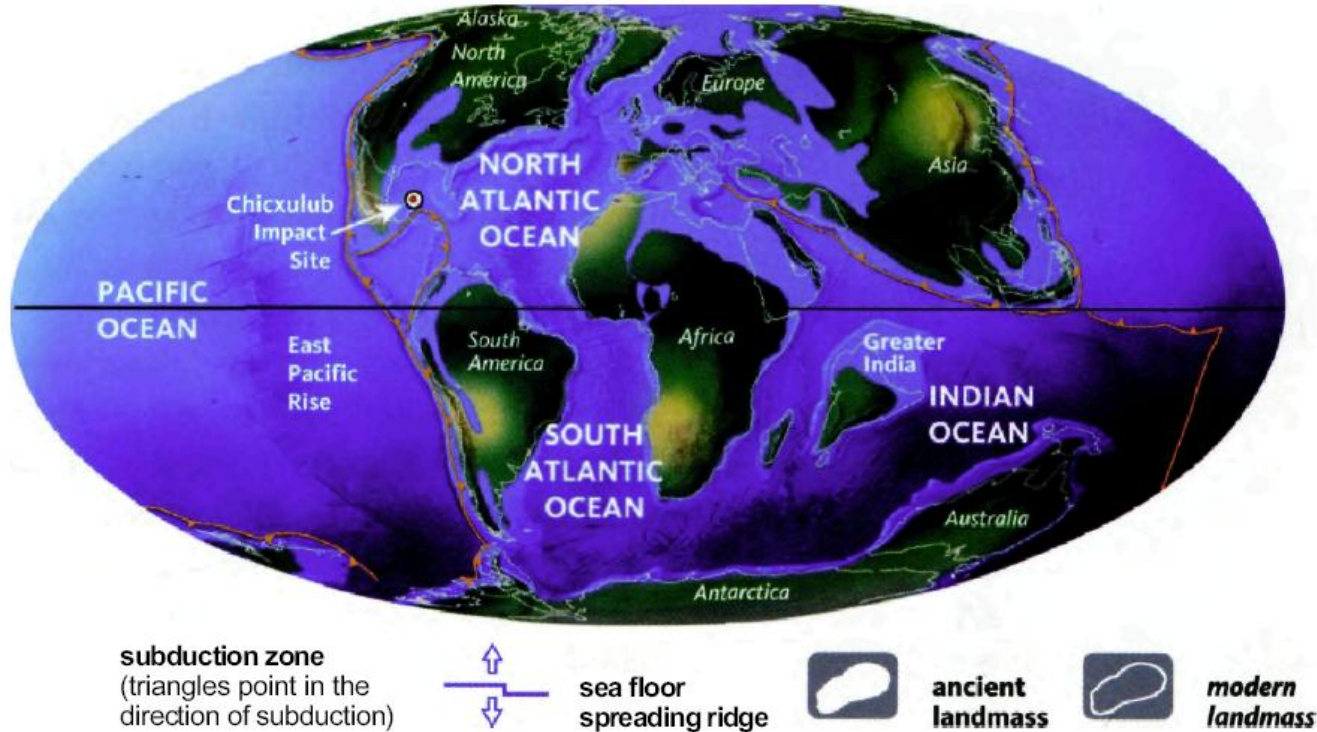 Alaska
North
America
Europe
Asia
NORTH
ATLANTIC
OCEAN
Chicxulub
Impact
Site
PACIFIC
OCEAN
East
Pacific
Rise
South
America
Africa
Greater
India
INDIAN
OCEAN
SOUTH
ATLANTIC
OCEAN
Australia
Antarctica
subduction zone
(triangles point in the
direction of subduction)
sea floor
spreading ridge
ancient
landmass
modern
landmass